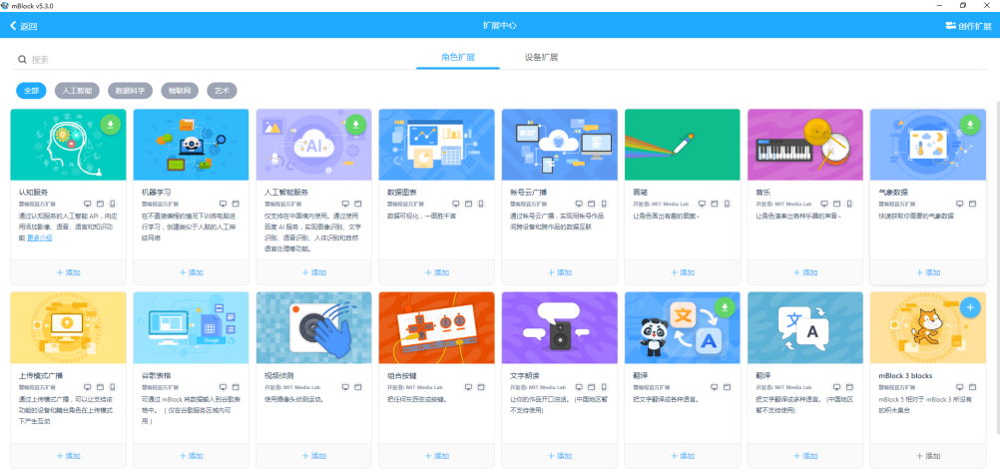 mBlock v5.3.0
返回
扩展中心
创作扩展
搜索
角色扩展
设备扩展
全部
人工智能
数据科学
物联网
艺术
AI
认知服务
慧编程官方扩展
通过认知服务的人工智能 API，向应
用添加影像、语音、语言和知识功
能 更多介绍
添加
机器学习
慧编程官方扩展
在不直接编程的情况下训练电脑进
行学习，创建类似于人脑的人工神
经网络
添加
人工智能服务
慧编程官方扩展
仅支持在中国境内使用。通过使用
百度 AI 服务，实现图像识别、文字
识别、语音识别、人体识别和自然
语言处理等功能。
添加
数据图表
慧编程官方扩展
数据可视化，一图胜千言
添加
帐号云广播
慧编程官方扩展
通过帐号云广播，实现同帐号作品
间跨设备和跨作品的数据互联
添加
画笔
开发者: MIT Media Lab
让角色画出有趣的图案~
添加
音乐
开发者: MIT Media Lab
让角色演奏出各种乐器的声音~
添加
气象数据
慧编程官方扩展
快速获取你需要的气象数据
添加
Google
文
A
文
A
上传模式广播
慧编程官方扩展
通过上传模式广播，可以让支持该
功能的设备和舞台角色在上传模式
下产生互动
添加
谷歌表格
慧编程官方扩展
可通过 mBlock 将数据输入到谷歌表
格中。（ 仅在谷歌服务区域内可
用 ）
添加
视频侦测
开发者: MIT Media Lab
使用摄像头侦测运动。
添加
组合按键
开发者: MIT Media Lab
把任何东西变成按键。
添加
文字朗读
开发者: MIT Media Lab
让你的作品开口说话。 (中国地区暂
不支持使用)
添加
翻译
慧编程官方扩展
把文字翻译成各种语言。
添加
翻译
开发者: MIT Media Lab
把文字翻译成多种语言。 (中国地区
暂不支持使用)
添加
mBlock 3 blocks
慧编程官方扩展
mBlock 5 相对于 mBlock 3 所没有
的积木集合
添加